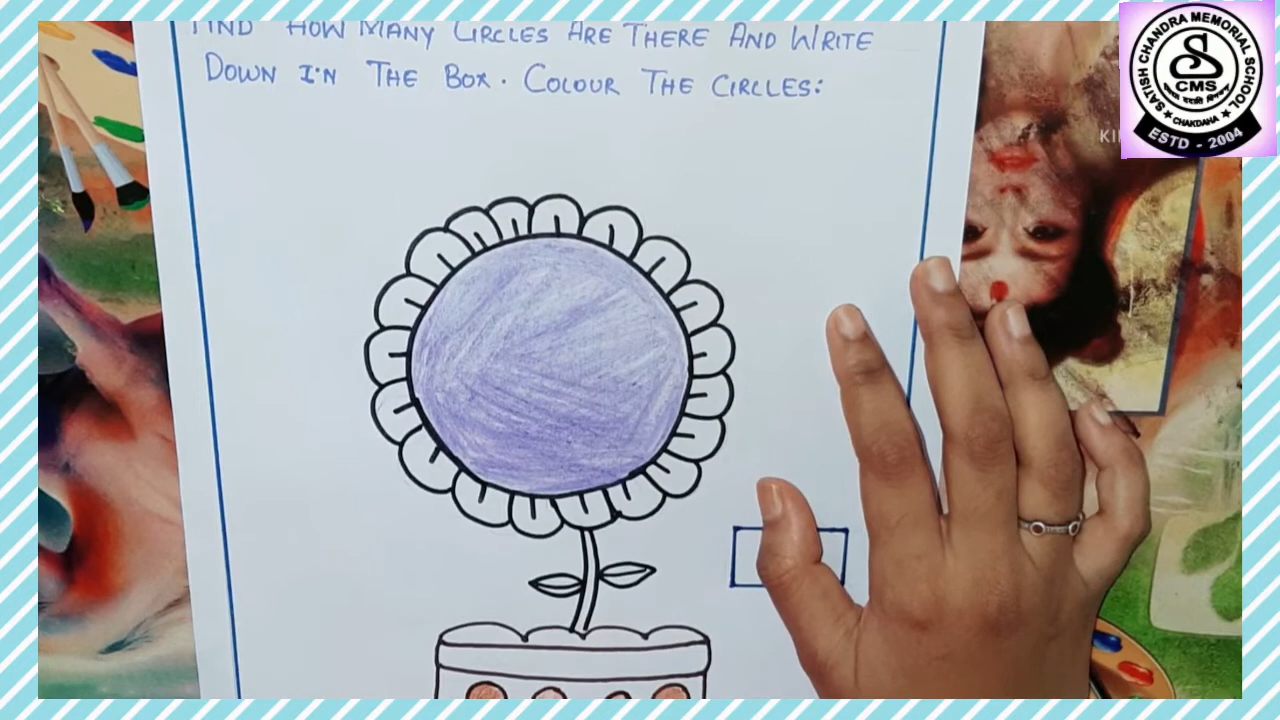 FIND HOW MANY CIRCLES ARE THERE AND WRITE
DOWN I'N THE BOX. COLOUR THE CIRCLES:
SATISH CHANDRA MEMORIAL SCHOOL
S
CMS
★ CHAKDAHA ★
ESTD - 2004